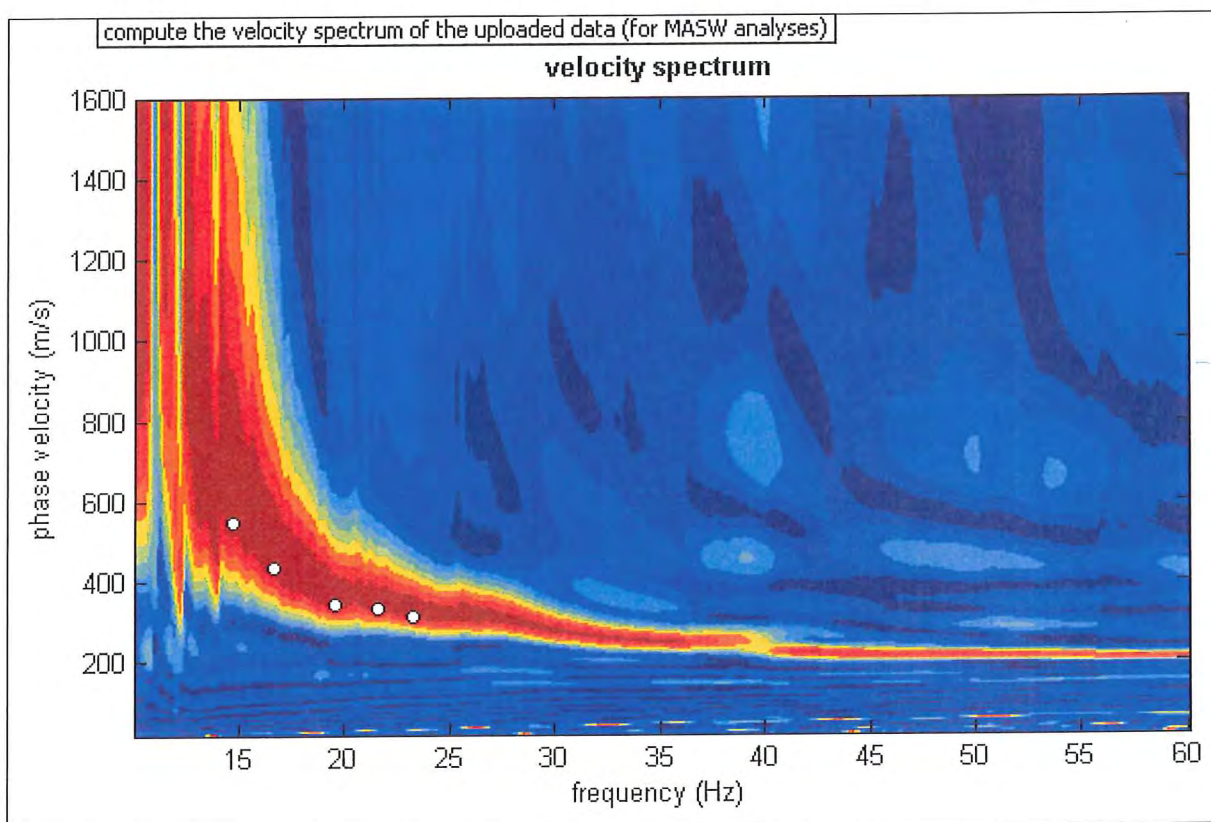 compute the velocity spectrum of the uploaded data (for MASW analyses)
velocity spectrum
1600
1400
1200
1000
800
600
400
200
phase velocity (m/s)
15 20 25 30 35 40 45 50 55 60
frequency (Hz)